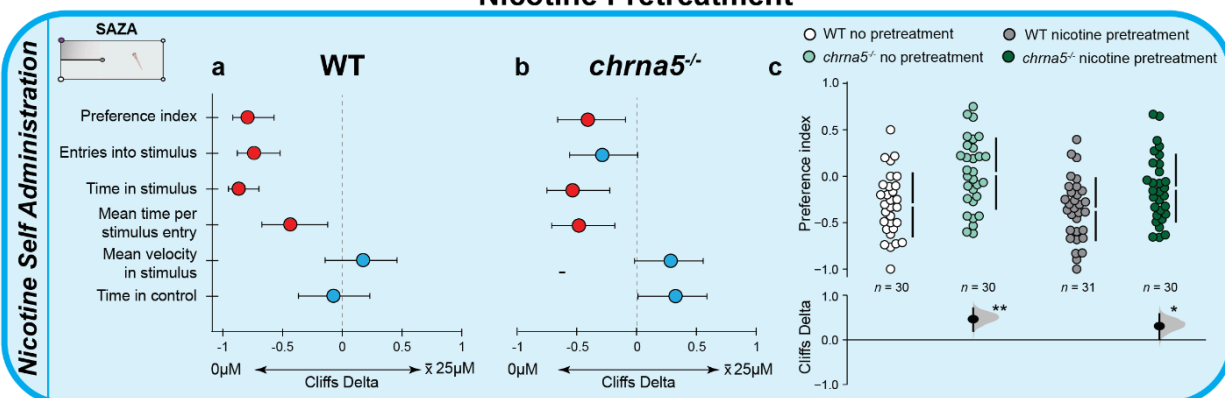 Nicotine Self Administration
SAZA
a
WT
Preference index
Entries into stimulus
Time in stimulus
Mean time per
stimulus entry
Mean velocity
in stimulus
Time in control
-1
-0.5
0
0.5
1
0µM
x̄ 25µM
Cliffs Delta
b
chrna5-/-
-
-1
-0.5
0
0.5
1
0µM
x̄ 25µM
Cliffs Delta
c
WT no pretreatment
WT nicotine pretreatment
chrna5-/- no pretreatment
chrna5-/- nicotine pretreatment
Preference index
1.0
0.5
0.0
−0.5
−1.0
n = 30
n = 30
n = 31
n = 30
Cliffs Delta
1.0
0.0
−1.0
**
*